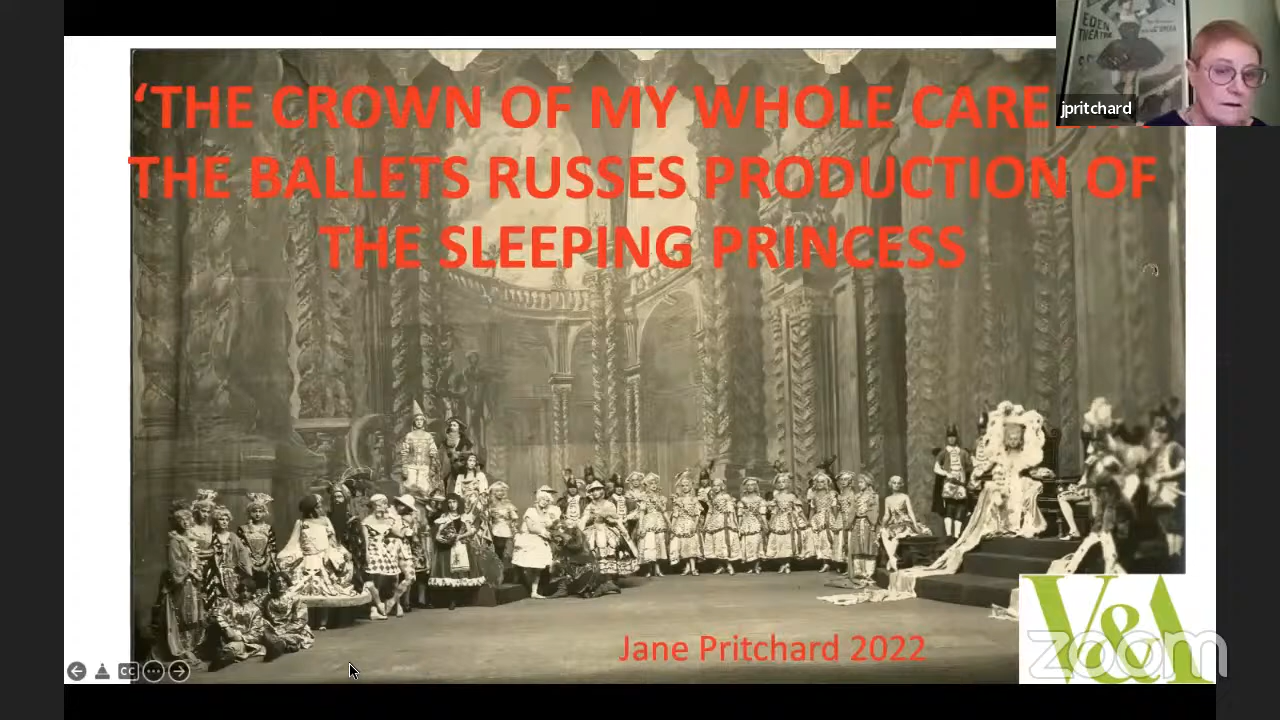 ‘THE CROWN OF MY WHOLE
THE BALLETS RUSSES PRODUCTION OF
THE SLEEPING PRINCESS
Jane Pritchard 2022
V&A
zoom
jpritchard
EDEN
THEATRE
CC